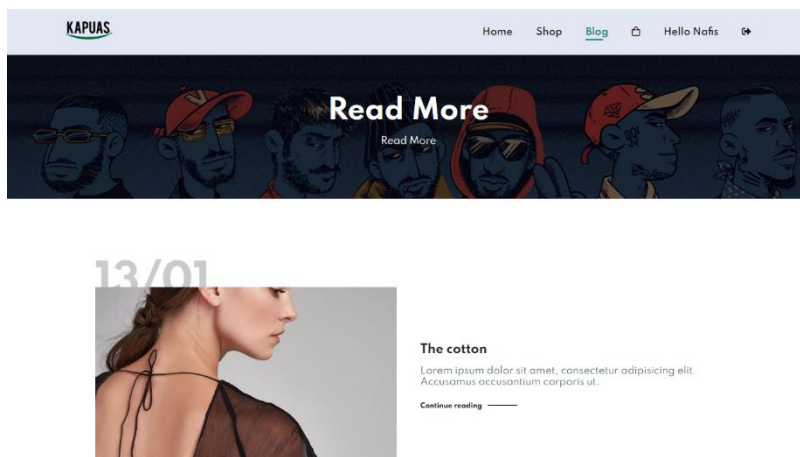 KAPUAS
Home Shop Blog Hello Nafis
Read More
Read More
13/01
The cotton
Lorem ipsum dolor sit amet, consectetur adipisicing elit.
Accusamus accusantium corporis ut.
Continue reading